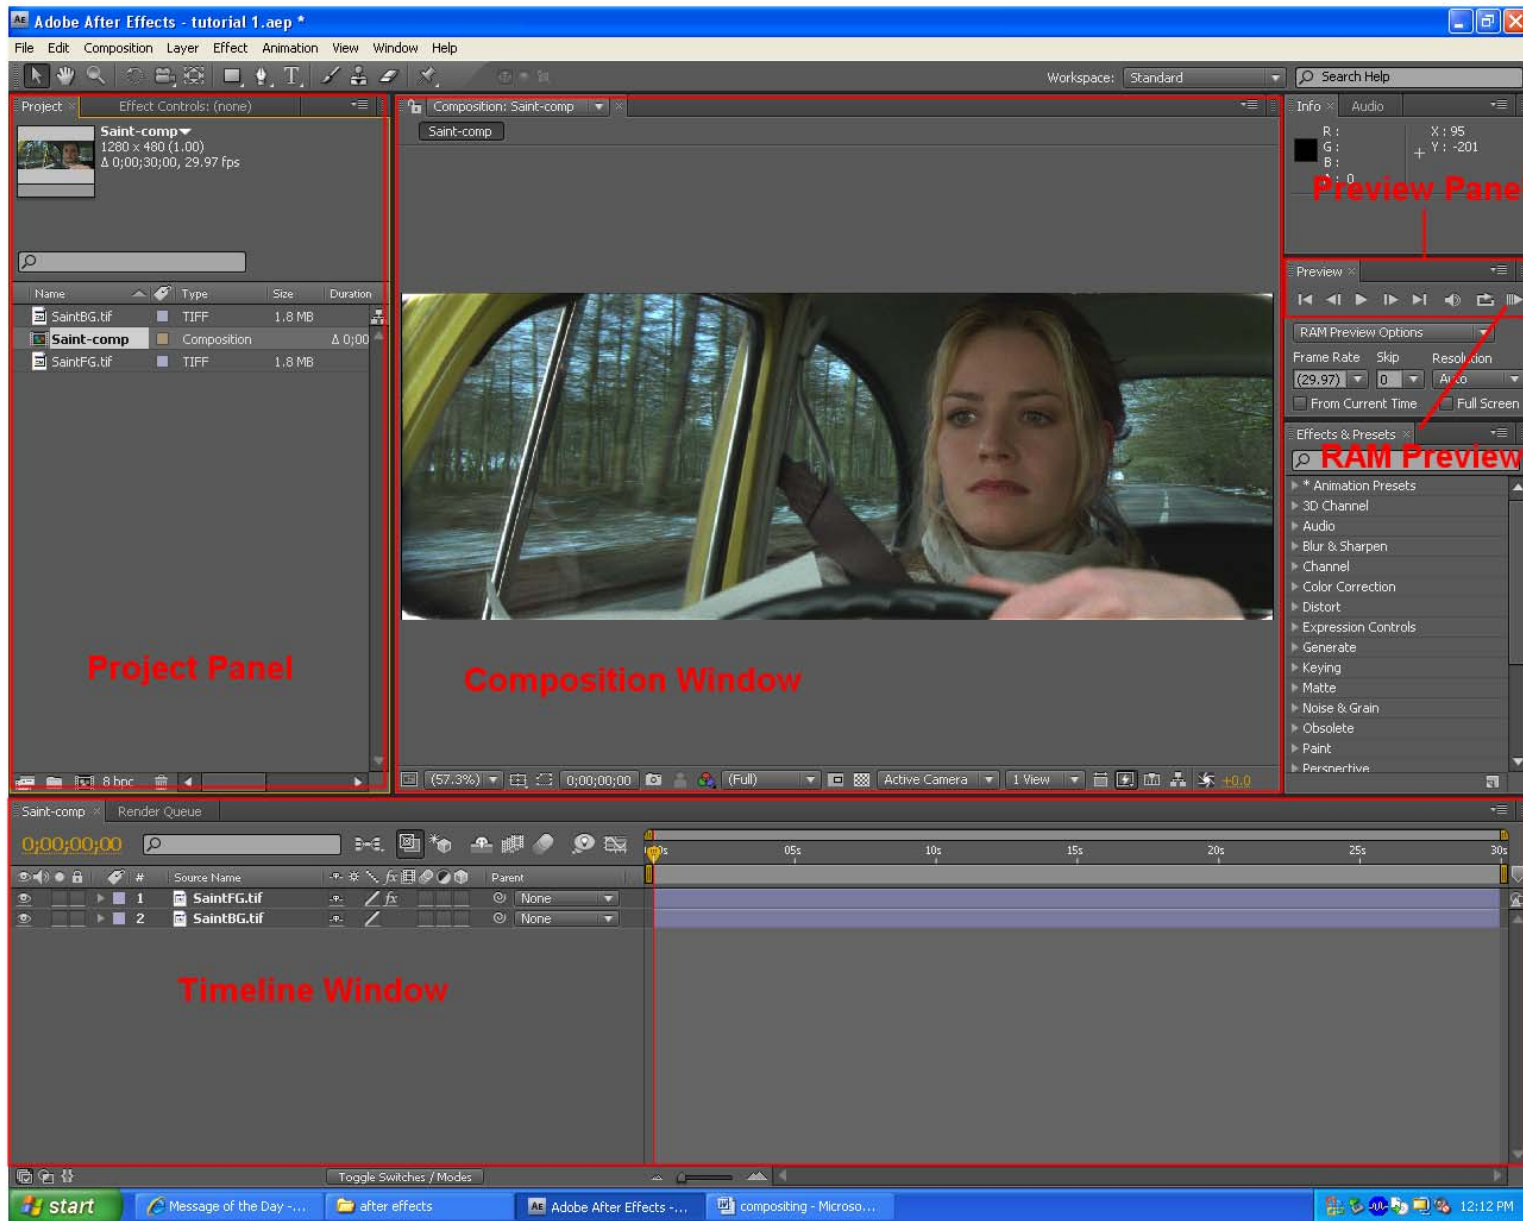 Adobe After Effects - tutorial 1.aep *
File Edit Composition Layer Effect Animation View Window Help
Workspace: Standard Search Help
Project Effect Controls: (none)
Saint-comp
1280 x 480 (1.00)
Δ 0;00;30;00, 29.97 fps
Name Type Size Duration
SaintBG.tif TIFF 1.8 MB
Saint-comp Composition Δ 0;00
SaintFG.tif TIFF 1.8 MB
Project Panel
8 bpc
Composition: Saint-comp
Saint-comp
Composition Window
(57.3%) 0;00;00;00 (Full) Active Camera 1 View +0.0
Info Audio
R : X : 95
G : Y : -201
B :
A : 0
Preview Panel
Preview
RAM Preview Options
Frame Rate Skip Resolution
(29.97) 0 Auto
From Current Time Full Screen
Effects & Presets
RAM Preview
* Animation Presets
3D Channel
Audio
Blur & Sharpen
Channel
Color Correction
Distort
Expression Controls
Generate
Keying
Matte
Noise & Grain
Obsolete
Paint
Perspective
Saint-comp Render Queue
0;00;00;00
05s 10s 15s 20s 25s 30s
# Source Name fx Parent
1 SaintFG.tif fx None
2 SaintBG.tif None
Timeline Window
Toggle Switches / Modes
start Message of the Day -... after effects AE Adobe After Effects -... compositing - Microso... 12:12 PM